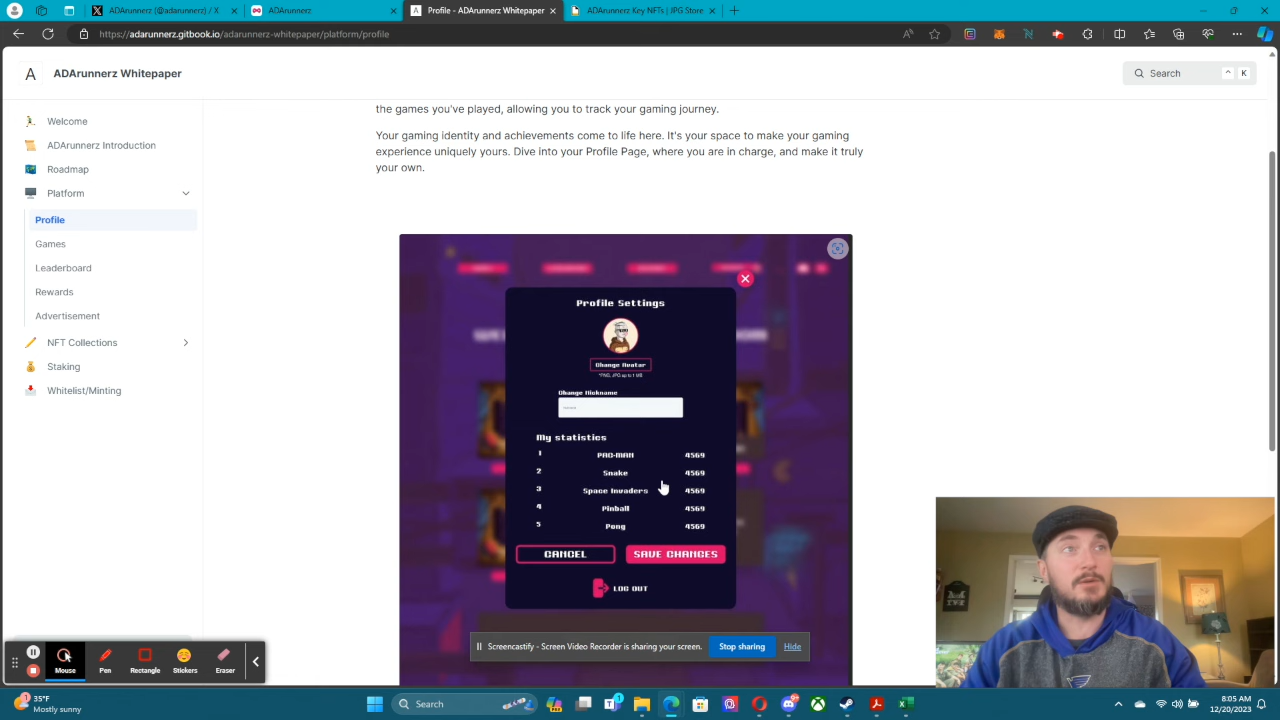 ADArunnerz (@adarunnerz) / X
ADArunnerz
Profile - ADArunnerz Whitepaper
ADArunnerz Key NFTs | JPG Store
https://adarunnerz.gitbook.io/adarunnerz-whitepaper/platform/profile
A
ADArunnerz Whitepaper
Search
^
K
Welcome
ADArunnerz Introduction
Roadmap
Platform
Profile
Games
Leaderboard
Rewards
Advertisement
NFT Collections
Staking
Whitelist/Minting
the games you've played, allowing you to track your gaming journey.
Your gaming identity and achievements come to life here. It's your space to make your gaming
experience uniquely yours. Dive into your Profile Page, where you are in charge, and make it truly
your own.
Profile Settings
Change Avatar
*PNG, JPG up to 1 MB
Change Nickname
My statistics
1 PAC-MAN 4569
2 Snake 4569
3 Space Invaders 4569
4 Pinball 4569
5 Pong 4569
CANCEL
SAVE CHANGES
LOG OUT
Screencastify - Screen Video Recorder is sharing your screen.
Stop sharing
Hide
Mouse
Pen
Rectangle
Stickers
Eraser
35°F
Mostly sunny
Search
8:05 AM
12/20/2023